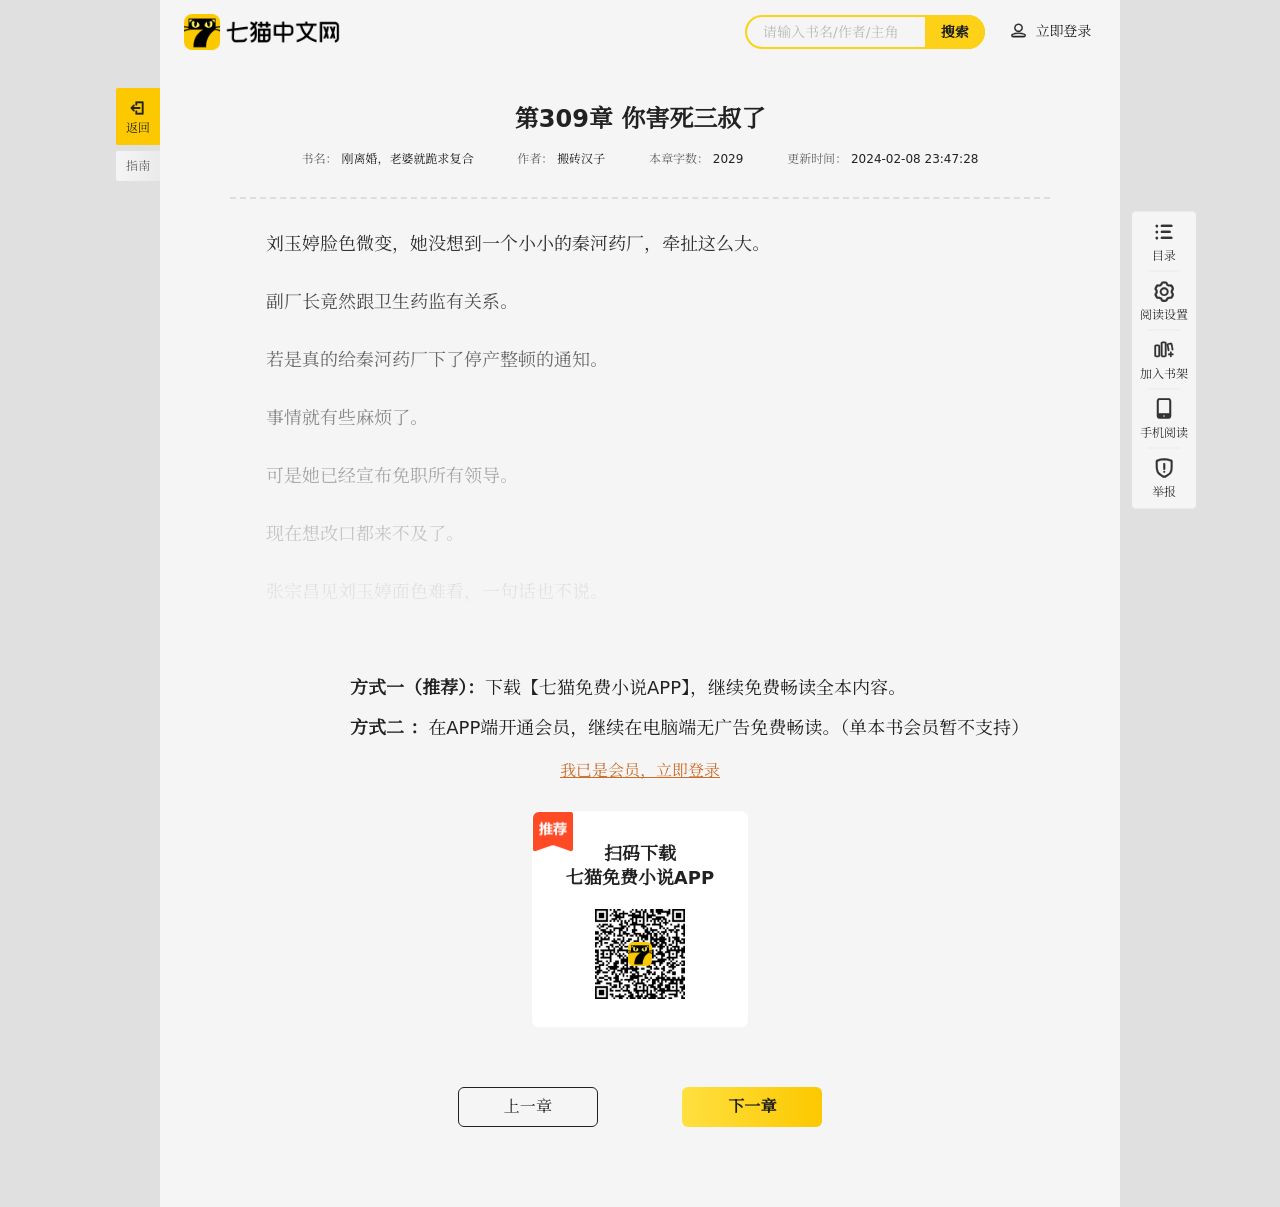 七猫中文网
请输入书名/作者/主角
搜索
立即登录
返回
指南
第309章 你害死三叔了
书名： 刚离婚，老婆就跪求复合 作者： 搬砖汉子 本章字数： 2029 更新时间： 2024-02-08 23:47:28
刘玉婷脸色微变，她没想到一个小小的秦河药厂，牵扯这么大。
副厂长竟然跟卫生药监有关系。
若是真的给秦河药厂下了停产整顿的通知。
事情就有些麻烦了。
可是她已经宣布免职所有领导。
现在想改口都来不及了。
张宗昌见刘玉婷面色难看，一句话也不说。
目录
阅读设置
加入书架
手机阅读
举报
方式一（推荐）：下载【七猫免费小说APP】，继续免费畅读全本内容。
方式二 ：在APP端开通会员，继续在电脑端无广告免费畅读。（单本书会员暂不支持）
我已是会员，立即登录
推荐
扫码下载
七猫免费小说APP
上一章
下一章